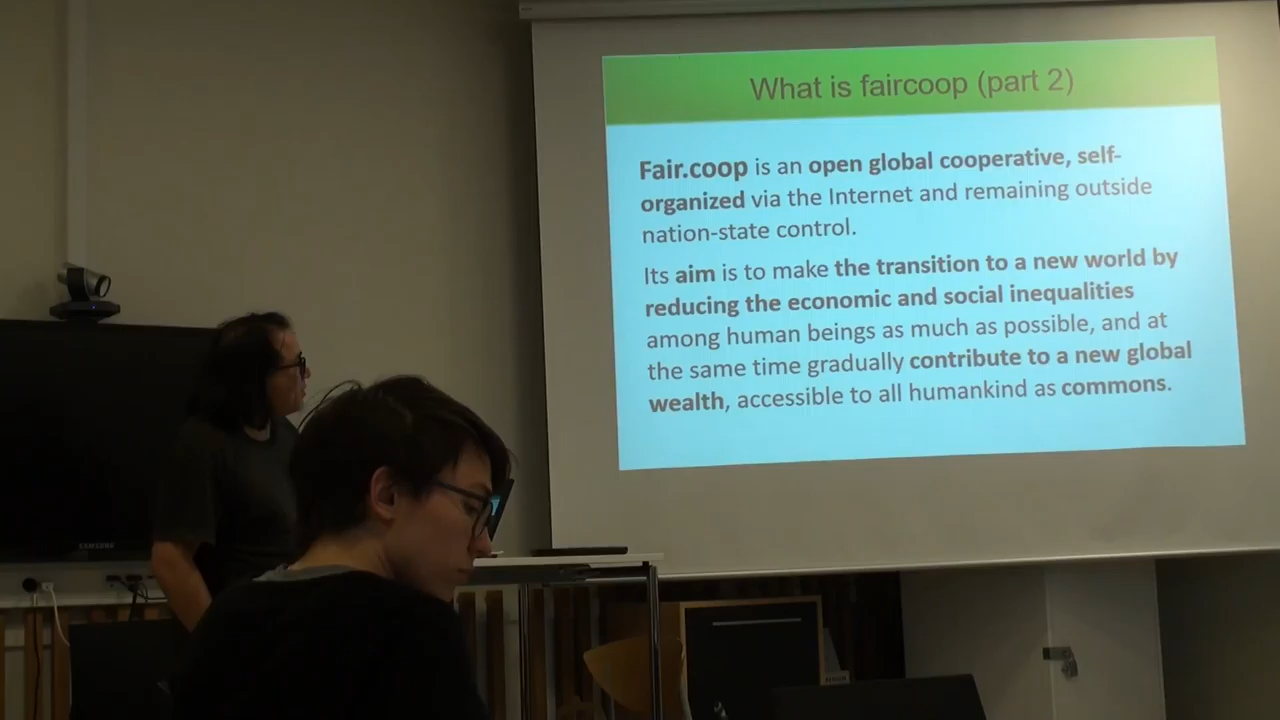 What is faircoop (part 2)
Fair.coop is an open global cooperative, self-
organized via the Internet and remaining outside
nation-state control.
Its aim is to make the transition to a new world by
reducing the economic and social inequalities
among human beings as much as possible, and at
the same time gradually contribute to a new global
wealth, accessible to all humankind as commons.
SAMSUNG